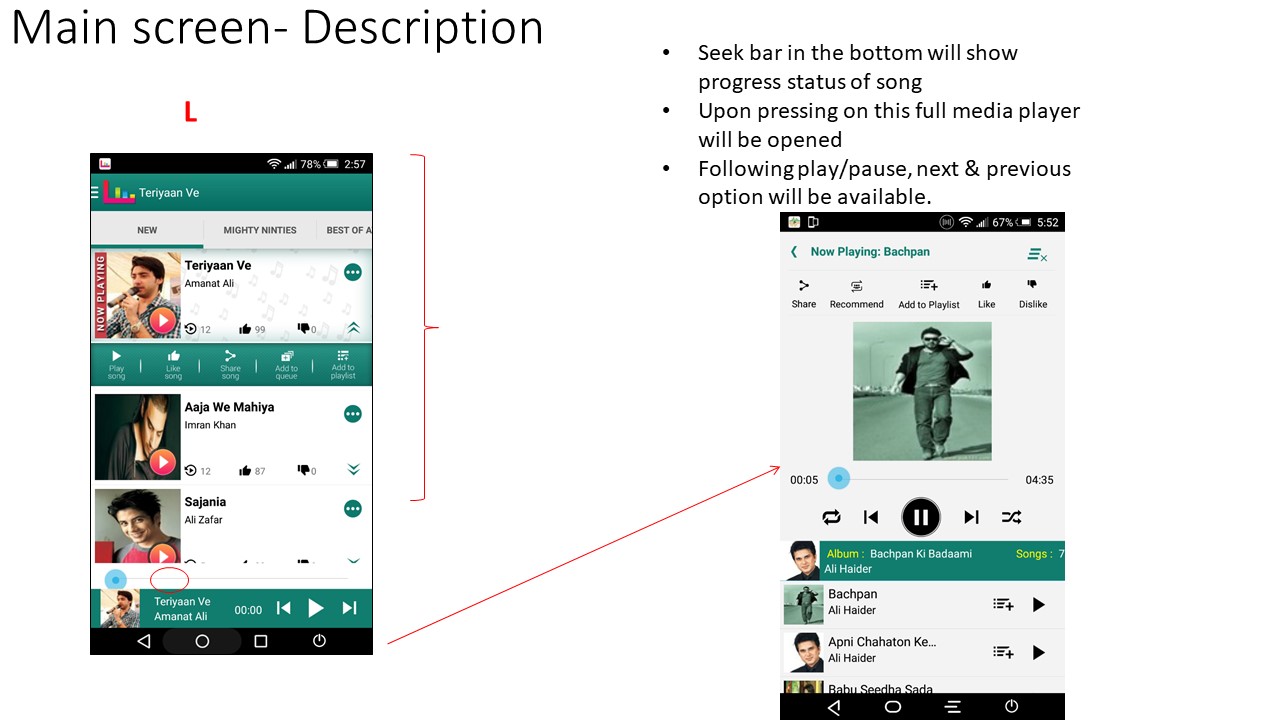 Main screen- Description
L
• Seek bar in the bottom will show
progress status of song
• Upon pressing on this full media player
will be opened
• Following play/pause, next & previous
option will be available.
78% 2:57
Teriyaan Ve
NEW MIGHTY NINTIES BEST OF A
NOW PLAYING
Teriyaan Ve
Amanat Ali
12 99 0
Play
song
Like
song
Share
song
Add to
queue
Add to
playlist
Aaja We Mahiya
Imran Khan
12 87 0
Sajania
Ali Zafar
Teriyaan Ve
Amanat Ali
00:00
67% 5:52
Now Playing: Bachpan
Share Recommend Add to Playlist Like Dislike
00:05 04:35
Album : Bachpan Ki Badaami Songs : 7
Ali Haider
Bachpan
Ali Haider
Apni Chahaton Ke...
Ali Haider
Babu Seedha Sada